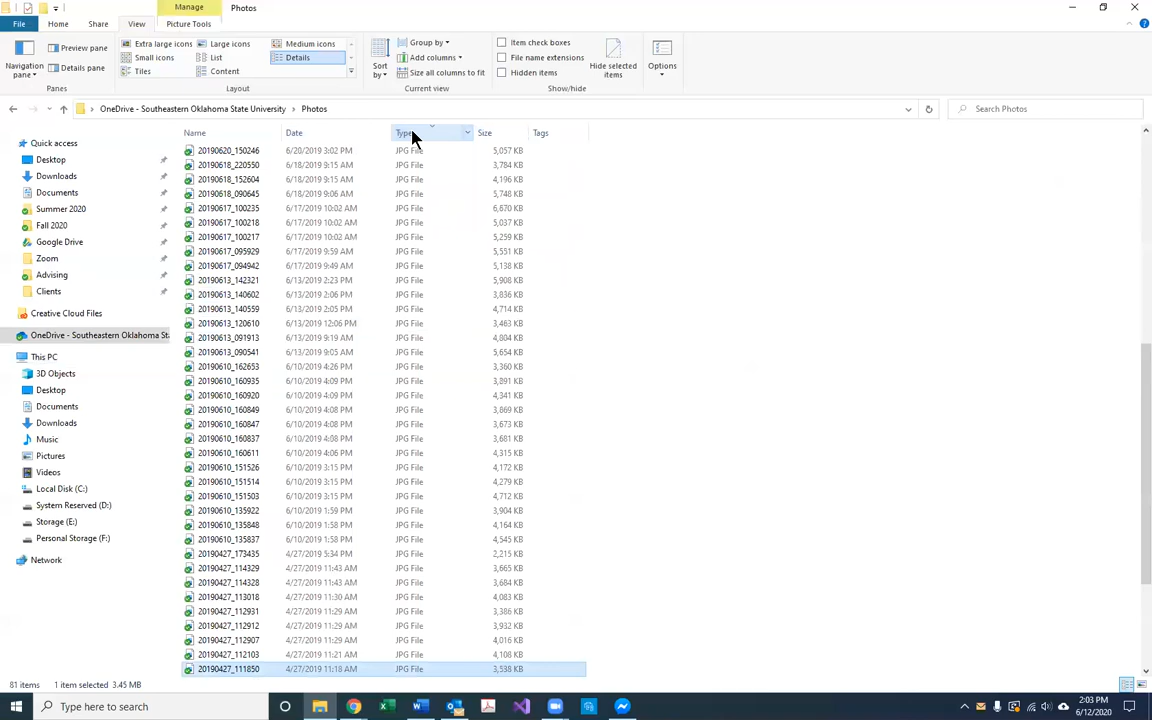 Manage
Photos
File
Home
Share
View
Picture Tools
Navigation pane
Preview pane
Details pane
Panes
Extra large icons
Large icons
Medium icons
Small icons
List
Details
Tiles
Content
Layout
Sort by
Group by
Add columns
Size all columns to fit
Current view
Item check boxes
File name extensions
Hidden items
Hide selected items
Show/hide
Options
OneDrive - Southeastern Oklahoma State University > Photos
Search Photos
Quick access
Desktop
Downloads
Documents
Summer 2020
Fall 2020
Google Drive
Zoom
Advising
Clients
Creative Cloud Files
OneDrive - Southeastern Oklahoma Sta
This PC
3D Objects
Desktop
Documents
Downloads
Music
Pictures
Videos
Local Disk (C:)
System Reserved (D:)
Storage (E:)
Personal Storage (F:)
Network
Name Date Type Size Tags
20190620_150246 6/20/2019 3:02 PM JPG File 5,057 KB
20190618_220550 6/18/2019 9:15 AM JPG File 3,784 KB
20190618_152604 6/18/2019 9:15 AM JPG File 4,196 KB
20190618_090645 6/18/2019 9:06 AM JPG File 5,748 KB
20190617_100235 6/17/2019 10:02 AM JPG File 6,670 KB
20190617_100218 6/17/2019 10:02 AM JPG File 5,037 KB
20190617_100217 6/17/2019 10:02 AM JPG File 5,259 KB
20190617_095929 6/17/2019 9:59 AM JPG File 5,551 KB
20190617_094942 6/17/2019 9:49 AM JPG File 5,138 KB
20190613_142321 6/13/2019 2:23 PM JPG File 5,908 KB
20190613_140602 6/13/2019 2:06 PM JPG File 3,836 KB
20190613_140559 6/13/2019 2:05 PM JPG File 4,714 KB
20190613_120610 6/13/2019 12:06 PM JPG File 3,463 KB
20190613_091913 6/13/2019 9:19 AM JPG File 4,804 KB
20190613_090541 6/13/2019 9:05 AM JPG File 5,654 KB
20190610_162653 6/10/2019 4:26 PM JPG File 3,360 KB
20190610_160935 6/10/2019 4:09 PM JPG File 3,891 KB
20190610_160920 6/10/2019 4:09 PM JPG File 4,341 KB
20190610_160849 6/10/2019 4:08 PM JPG File 3,869 KB
20190610_160847 6/10/2019 4:08 PM JPG File 3,673 KB
20190610_160837 6/10/2019 4:08 PM JPG File 3,681 KB
20190610_160611 6/10/2019 4:06 PM JPG File 4,315 KB
20190610_151526 6/10/2019 3:15 PM JPG File 4,172 KB
20190610_151514 6/10/2019 3:15 PM JPG File 4,279 KB
20190610_151503 6/10/2019 3:15 PM JPG File 4,712 KB
20190610_135922 6/10/2019 1:59 PM JPG File 3,904 KB
20190610_135848 6/10/2019 1:58 PM JPG File 4,164 KB
20190610_135837 6/10/2019 1:58 PM JPG File 4,545 KB
20190427_173435 4/27/2019 5:34 PM JPG File 2,215 KB
20190427_114329 4/27/2019 11:43 AM JPG File 3,665 KB
20190427_114328 4/27/2019 11:43 AM JPG File 3,684 KB
20190427_113018 4/27/2019 11:30 AM JPG File 4,083 KB
20190427_112931 4/27/2019 11:29 AM JPG File 3,386 KB
20190427_112912 4/27/2019 11:29 AM JPG File 3,932 KB
20190427_112907 4/27/2019 11:29 AM JPG File 4,016 KB
20190427_112103 4/27/2019 11:21 AM JPG File 4,108 KB
20190427_111850 4/27/2019 11:18 AM JPG File 3,538 KB
81 items 1 item selected 3.45 MB
Type here to search
2:03 PM
6/12/2020